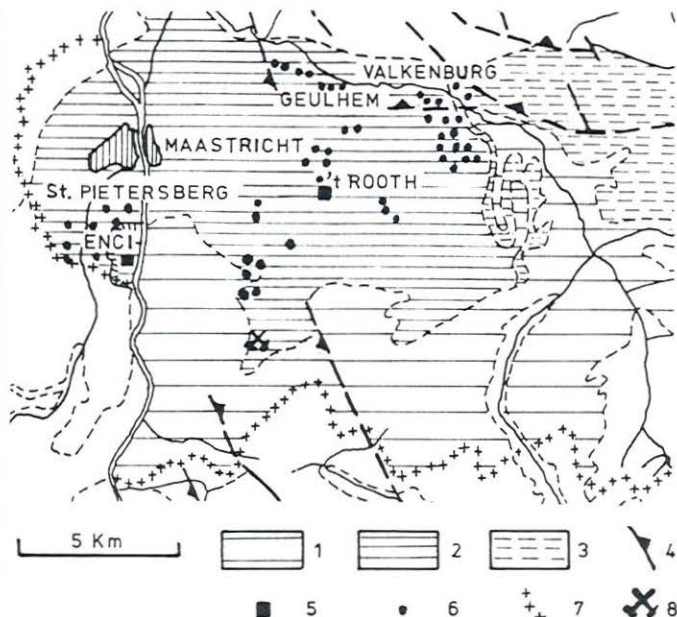 VALKENBURG
GEULHEM
MAASTRICHT
St. PIETERSBERG
't ROOTH
ENCI
5 Km
1
2
3
4
5
6
7
8